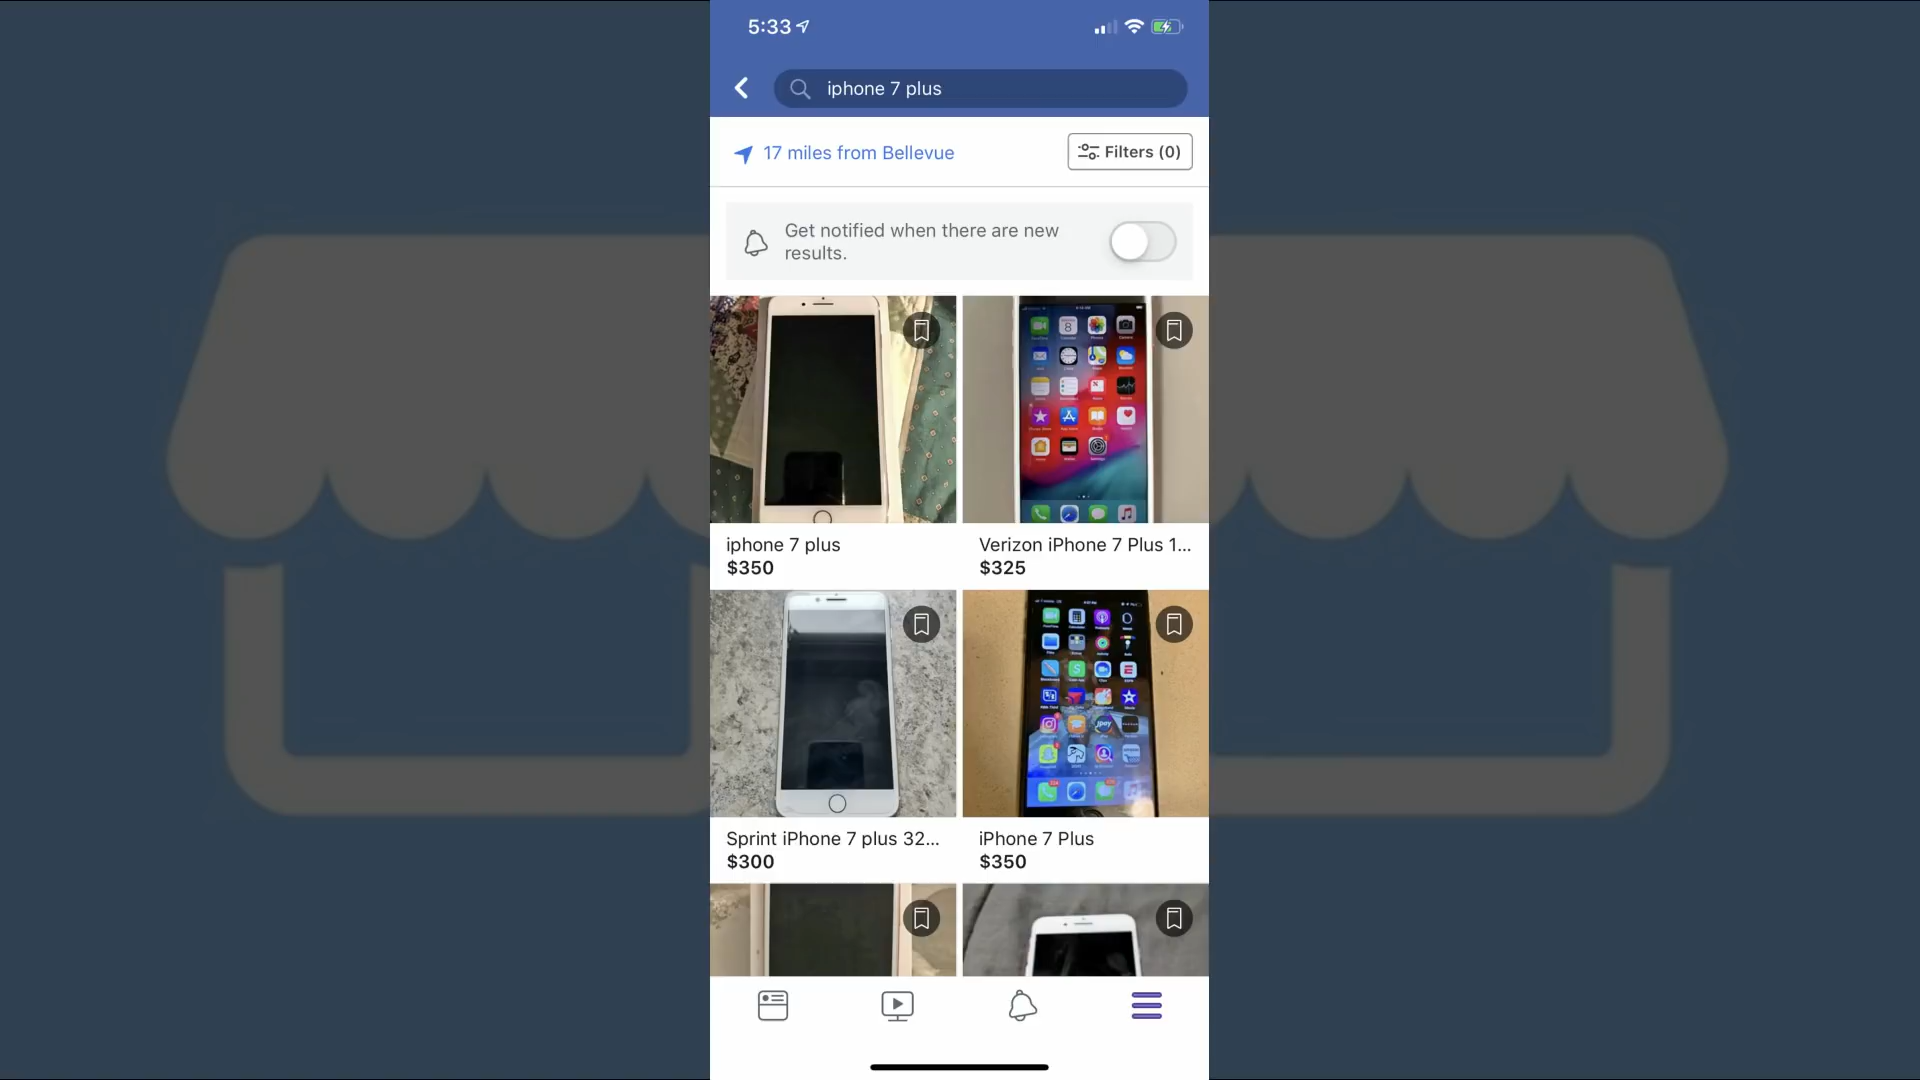 5:33
iphone 7 plus
17 miles from Bellevue
Filters (0)
Get notified when there are new
results.
iphone 7 plus
$350
Verizon iPhone 7 Plus 1...
$325
Sprint iPhone 7 plus 32...
$300
iPhone 7 Plus
$350